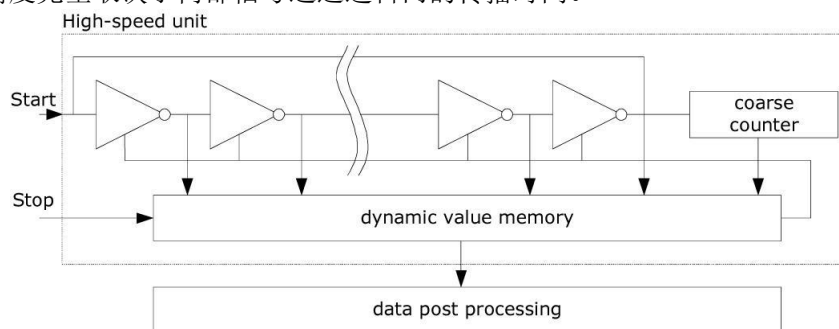 High-speed unit
Start
coarse
counter
Stop
dynamic value memory
data post processing